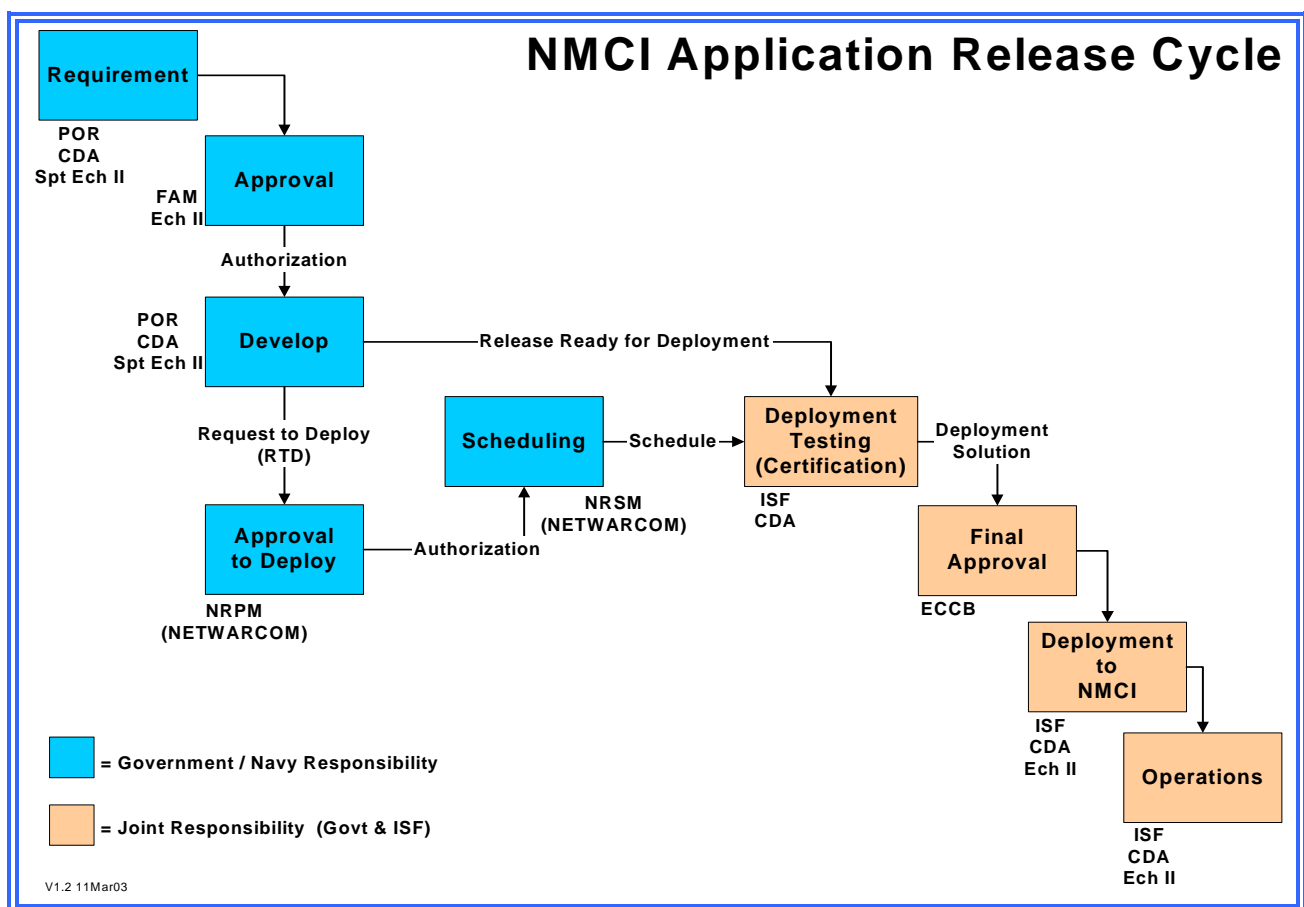 NMCI Application Release Cycle
Requirement
POR
CDA
Spt Ech II
Approval
FAM
Ech II
Authorization
Develop
POR
CDA
Spt Ech II
Release Ready for Deployment
Request to Deploy
(RTD)
Approval
to Deploy
NRPM
(NETWARCOM)
Authorization
Scheduling
NRSM
(NETWARCOM)
Schedule
Deployment
Testing
(Certification)
ISF
CDA
Deployment
Solution
Final
Approval
ECCB
Deployment
to
NMCI
ISF
CDA
Ech II
Operations
ISF
CDA
Ech II
= Government / Navy Responsibility
= Joint Responsibility (Govt & ISF)
V1.2 11Mar03